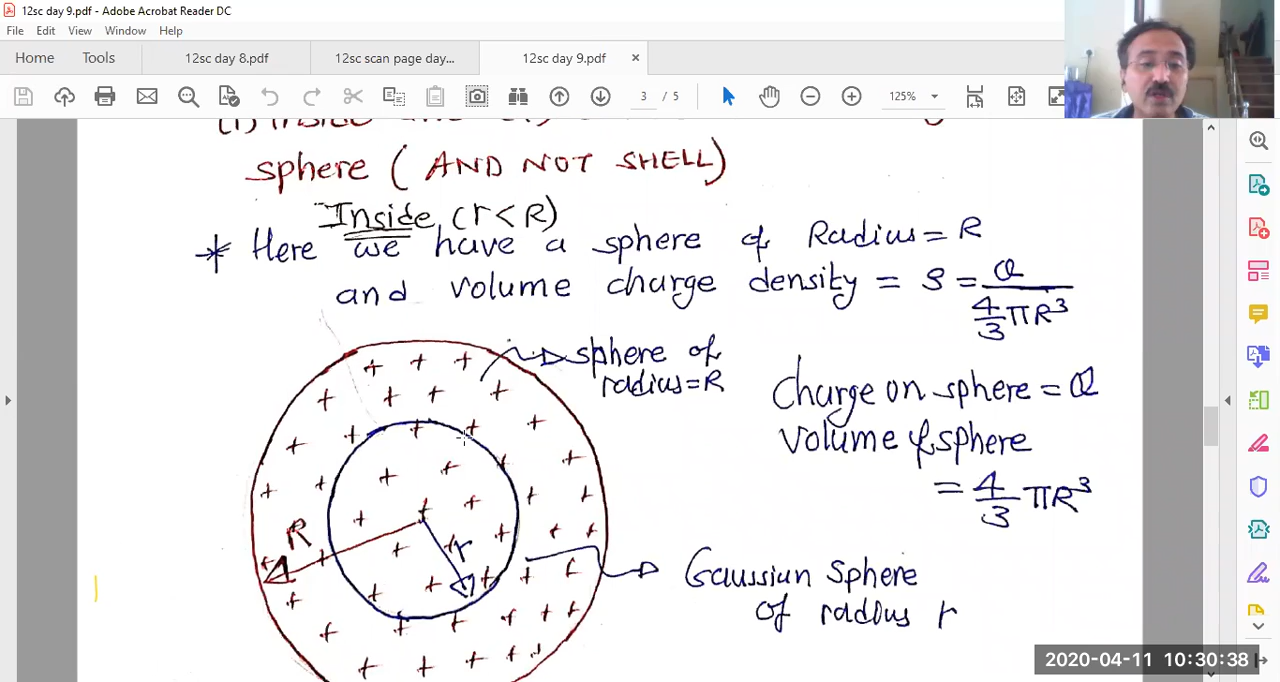 12sc day 9.pdf - Adobe Acrobat Reader DC
File Edit View Window Help
Home Tools 12sc day 8.pdf 12sc scan page day... 12sc day 9.pdf ×
3 / 5 125%
sphere ( AND NOT SHELL)
Inside (r < R)
* Here we have a sphere of Radius = R
and volume charge density = ρ = Q / 4/3 πR³
sphere of
radius = R
Charge on sphere = Q
volume of sphere
= 4/3 πR³
R
r
Gaussian Sphere
of radius r
2020-04-11 10:30:38